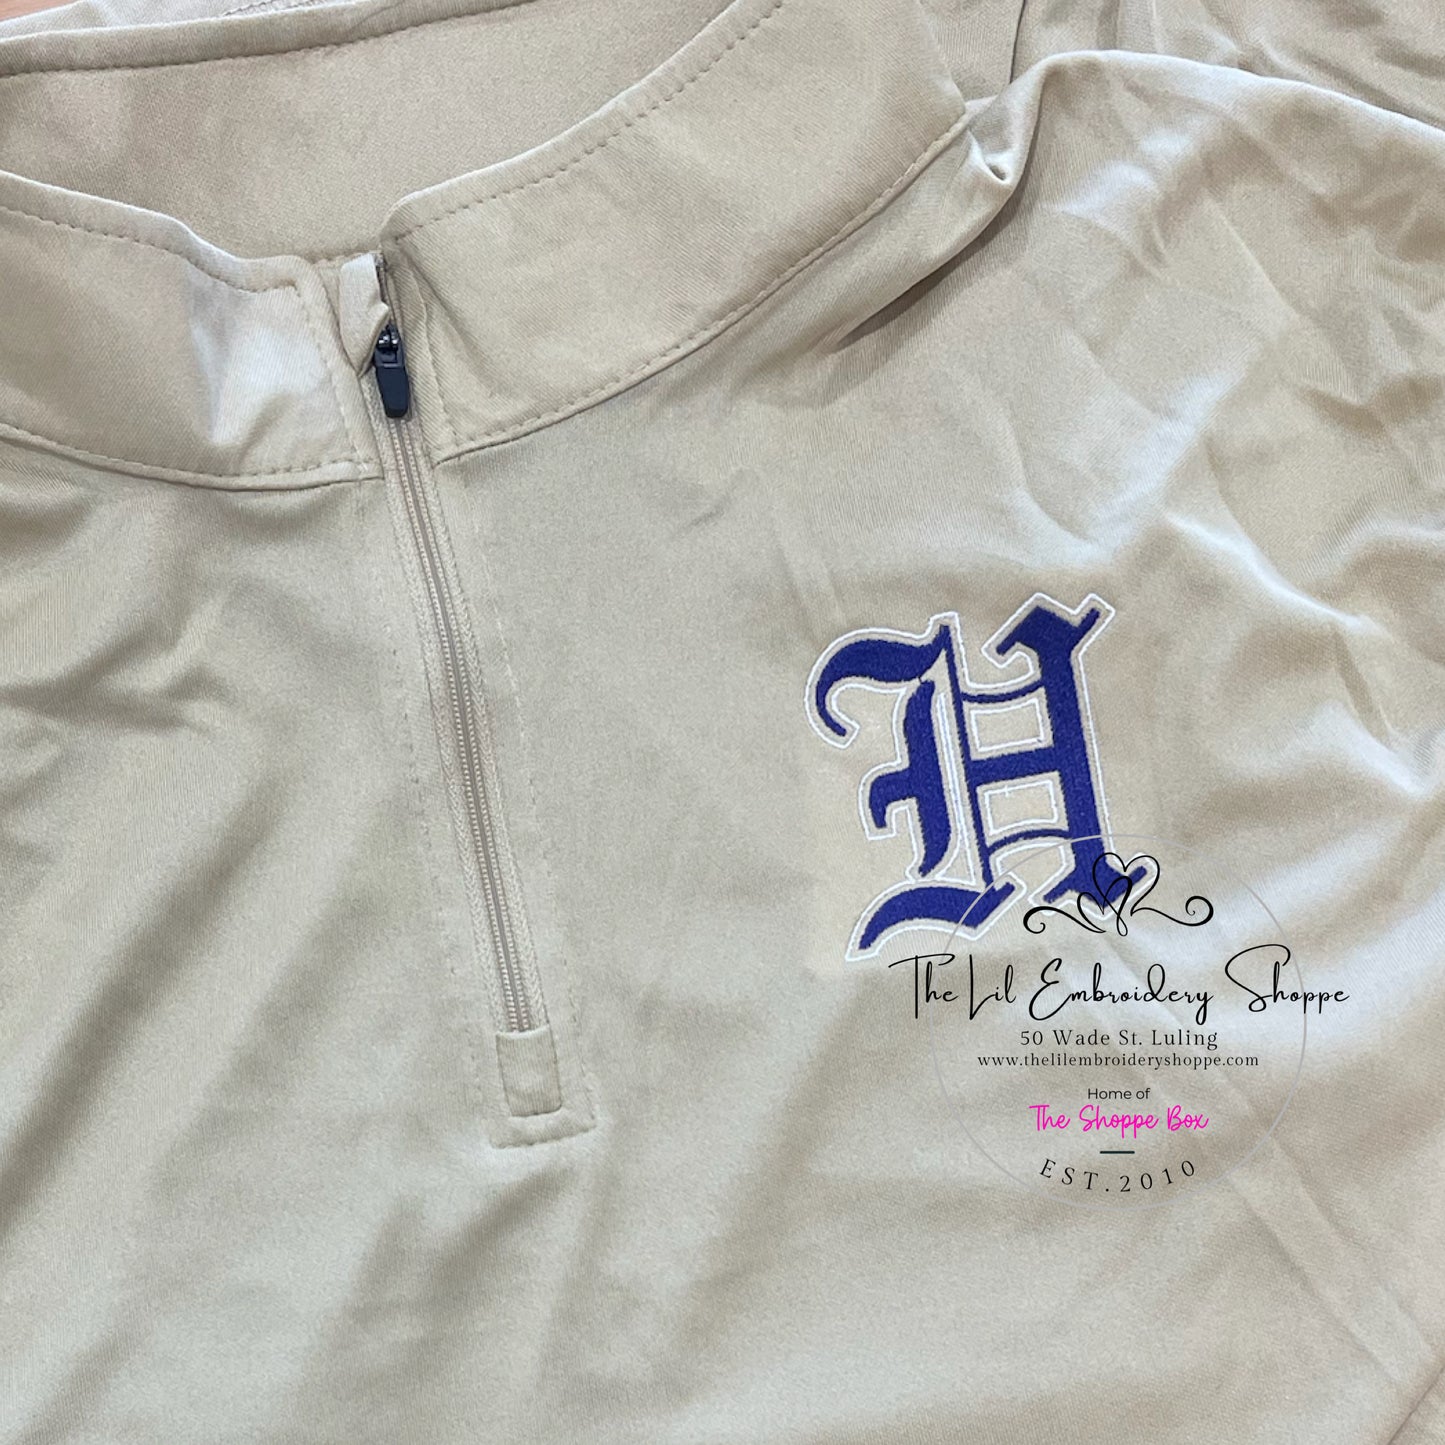 H
The Lil Embroidery Shoppe
50 Wade St. Luling
www.thelilembroideryshoppe.com
Home of
The Shoppe Box
EST.2010